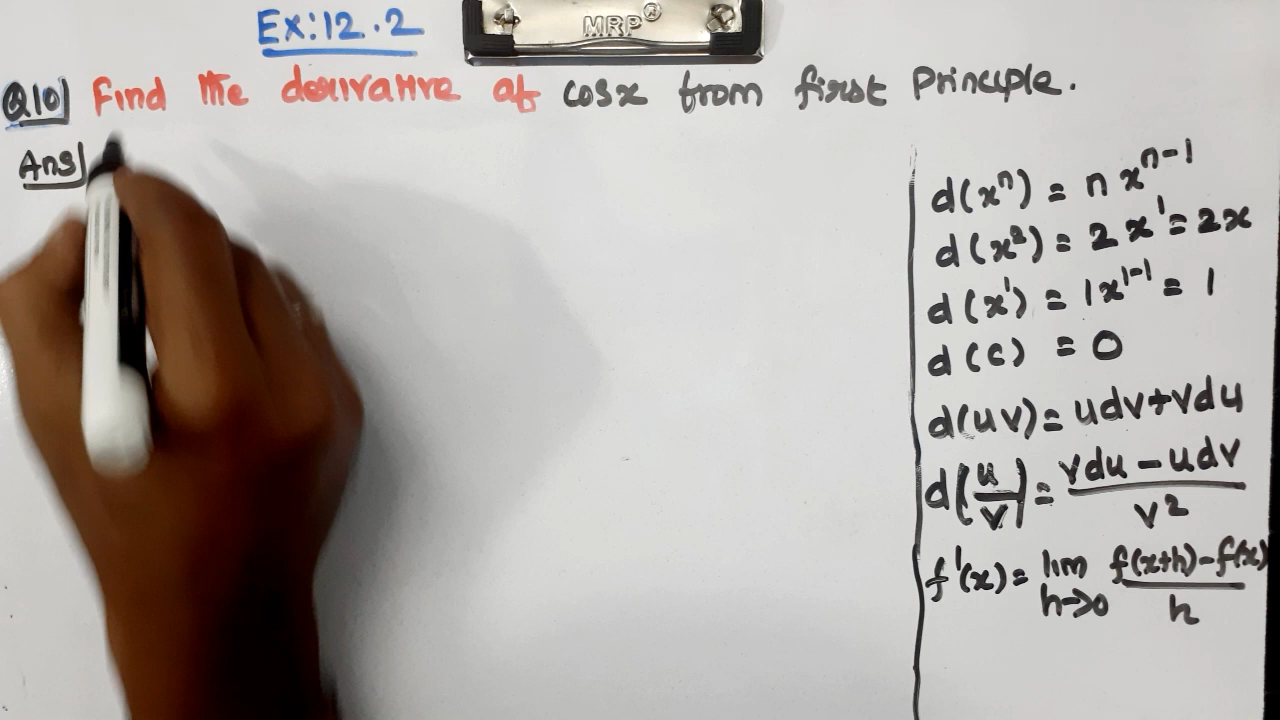 Ex:12.2
MRP®
Q10] Find the derivative of cosx from first Principle.
Ans]
d(xⁿ) = n xⁿ⁻¹
d(x²) = 2x¹ = 2x
d(x¹) = 1x¹⁻¹ = 1
d(c) = 0
d(uv) = udv+vdu
d(u/v) = vdu - udv / v²
f'(x) = lim h→0 f(x+h)-f(x) / h